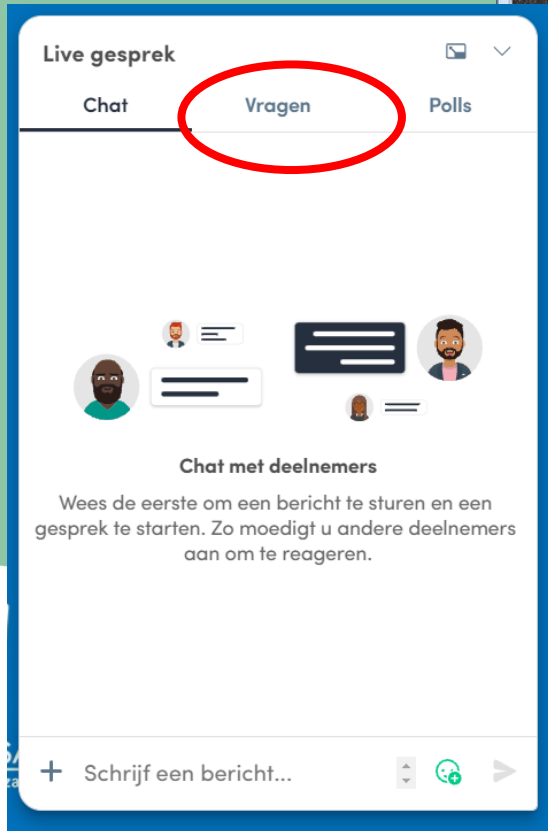 Live gesprek
Chat Vragen Polls
Chat met deelnemers
Wees de eerste om een bericht te sturen en een
gesprek te starten. Zo moedigt u andere deelnemers
aan om te reageren.
Schrijf een bericht...